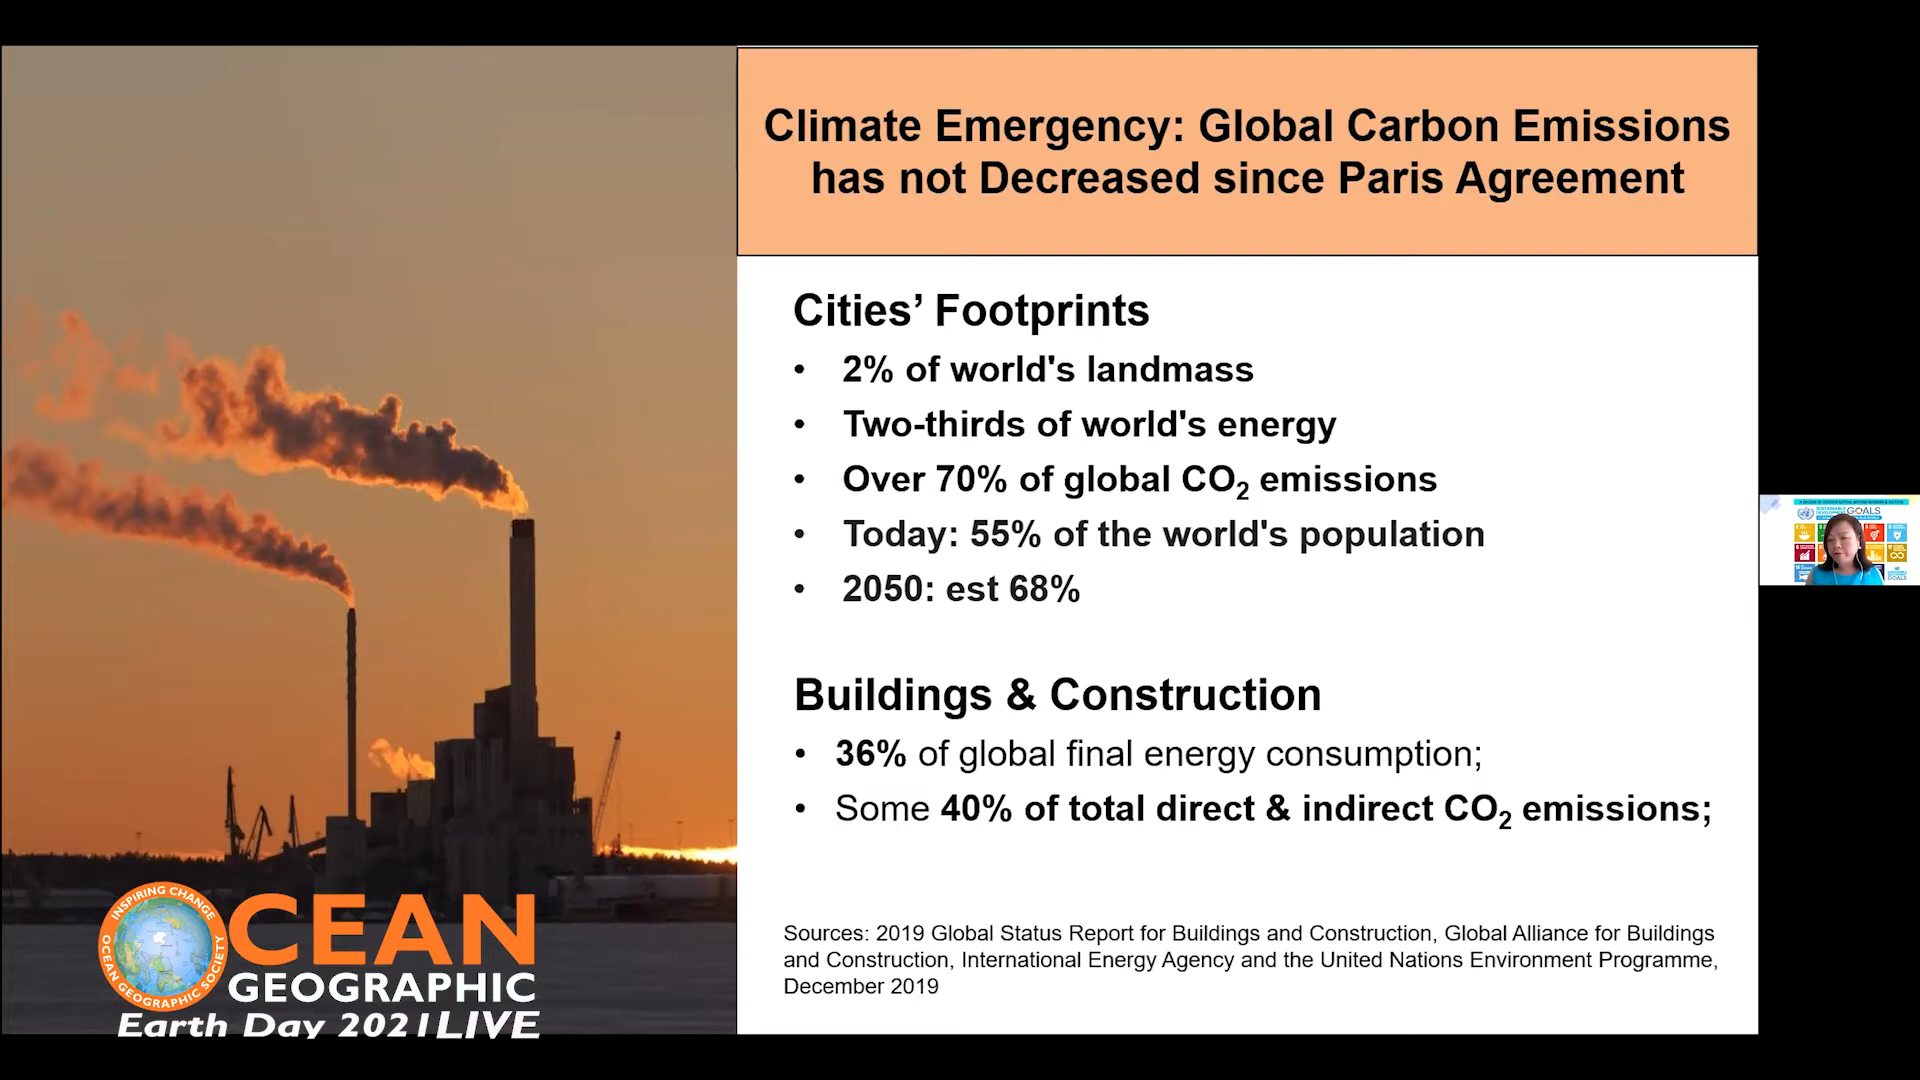 Climate Emergency: Global Carbon Emissions
has not Decreased since Paris Agreement
Cities’ Footprints
• 2% of world's landmass
• Two-thirds of world's energy
• Over 70% of global CO₂ emissions
• Today: 55% of the world's population
• 2050: est 68%
Buildings & Construction
• 36% of global final energy consumption;
• Some 40% of total direct & indirect CO₂ emissions;
Sources: 2019 Global Status Report for Buildings and Construction, Global Alliance for Buildings
and Construction, International Energy Agency and the United Nations Environment Programme,
December 2019
INSPIRING CHANGE
OCEAN GEOGRAPHIC SOCIETY
OCEAN
GEOGRAPHIC
Earth Day 2021 LIVE
GOALS